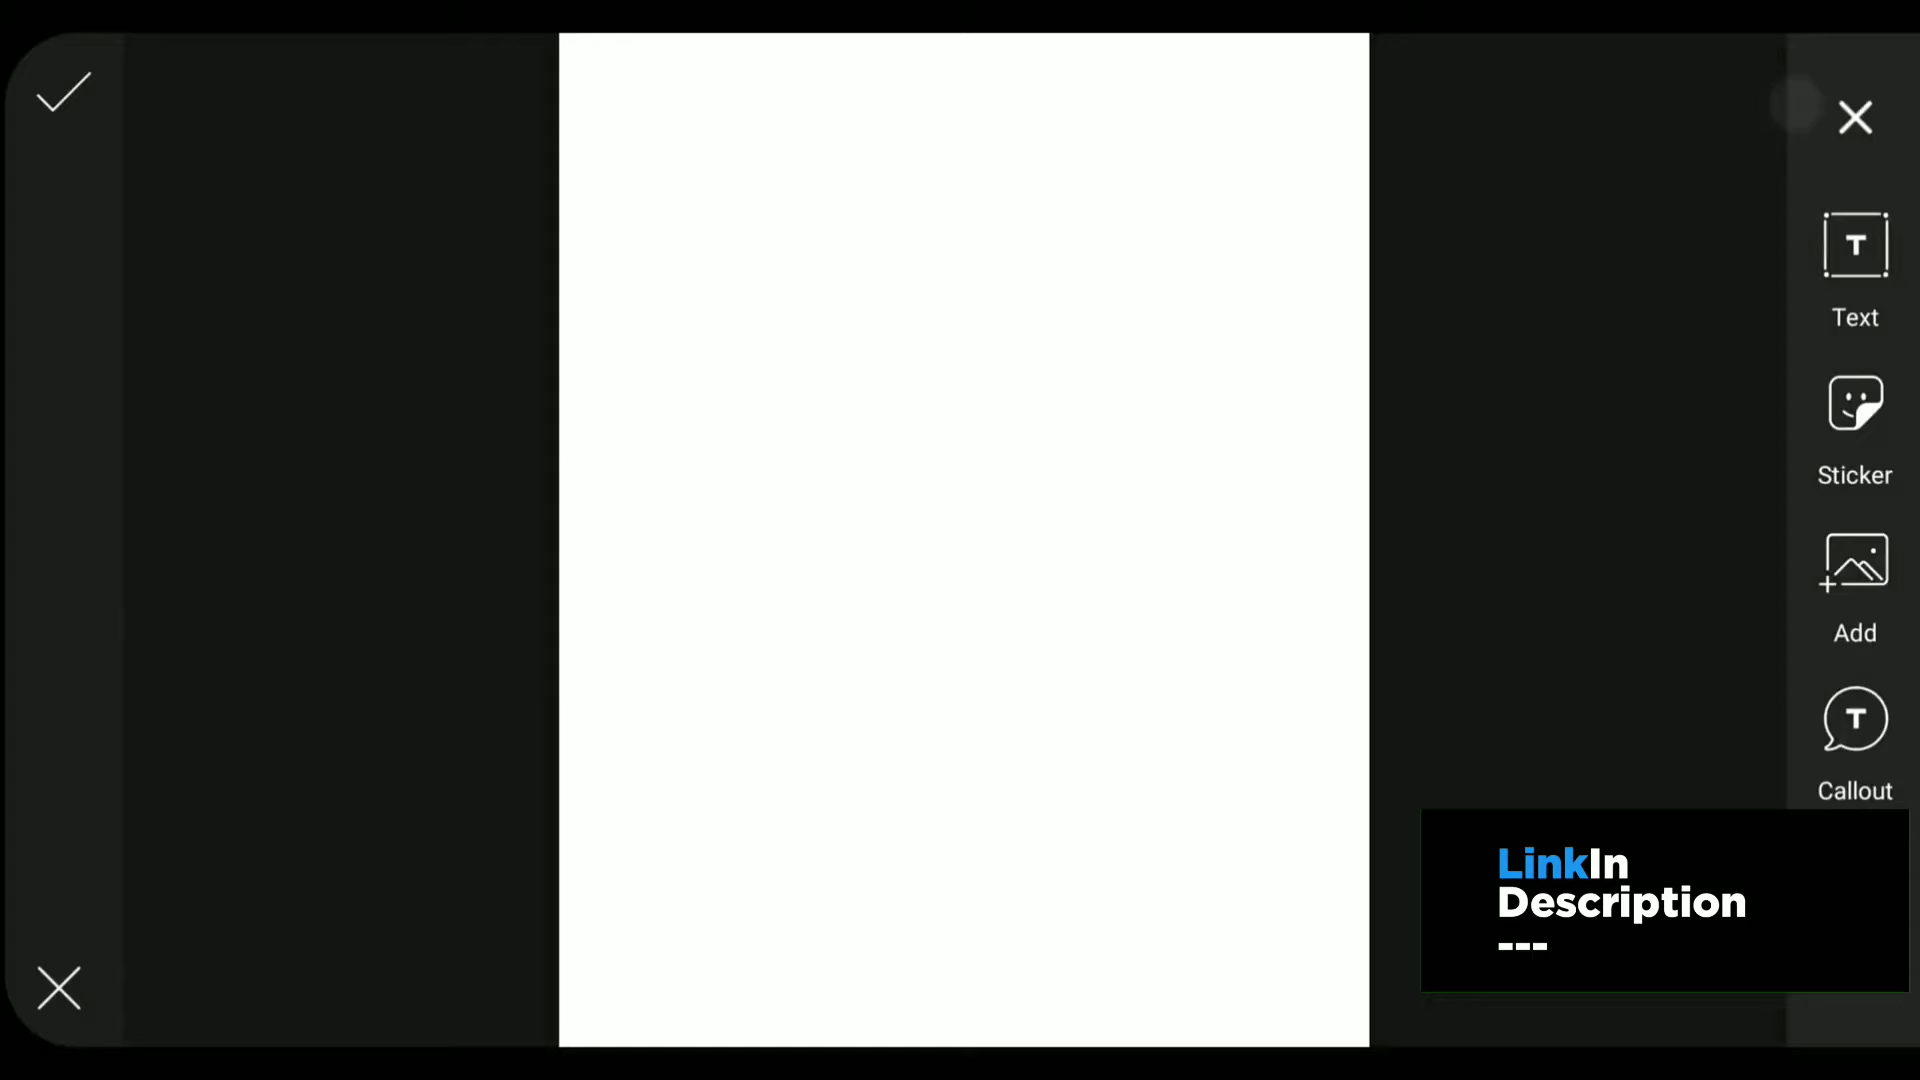 T
Text
Sticker
Add
T
Callout
LinkIn
Description
---